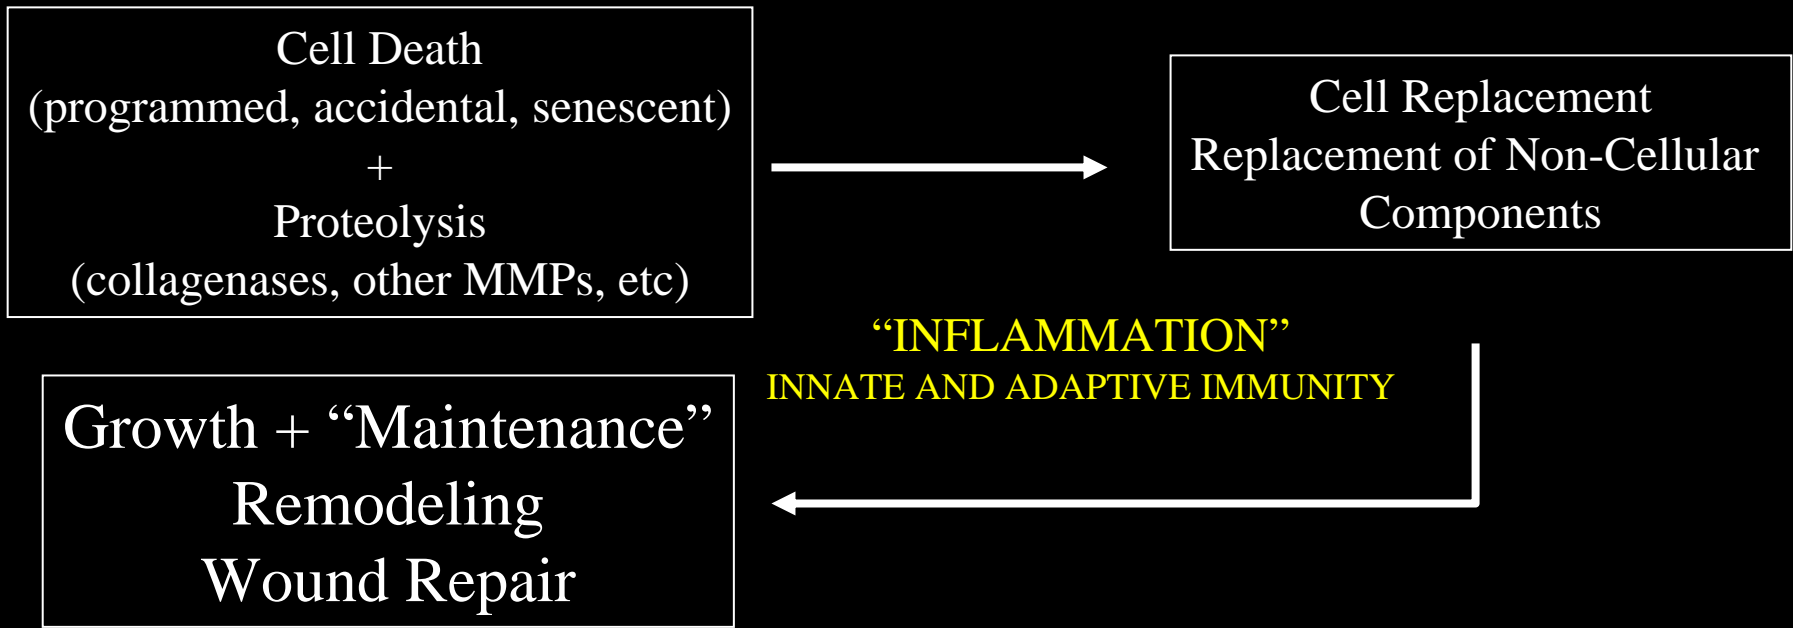 Cell Death
(programmed, accidental, senescent)
+
Proteolysis
(collagenases, other MMPs, etc)
Cell Replacement
Replacement of Non-Cellular
Components
“INFLAMMATION”
INNATE AND ADAPTIVE IMMUNITY
Growth + “Maintenance”
Remodeling
Wound Repair